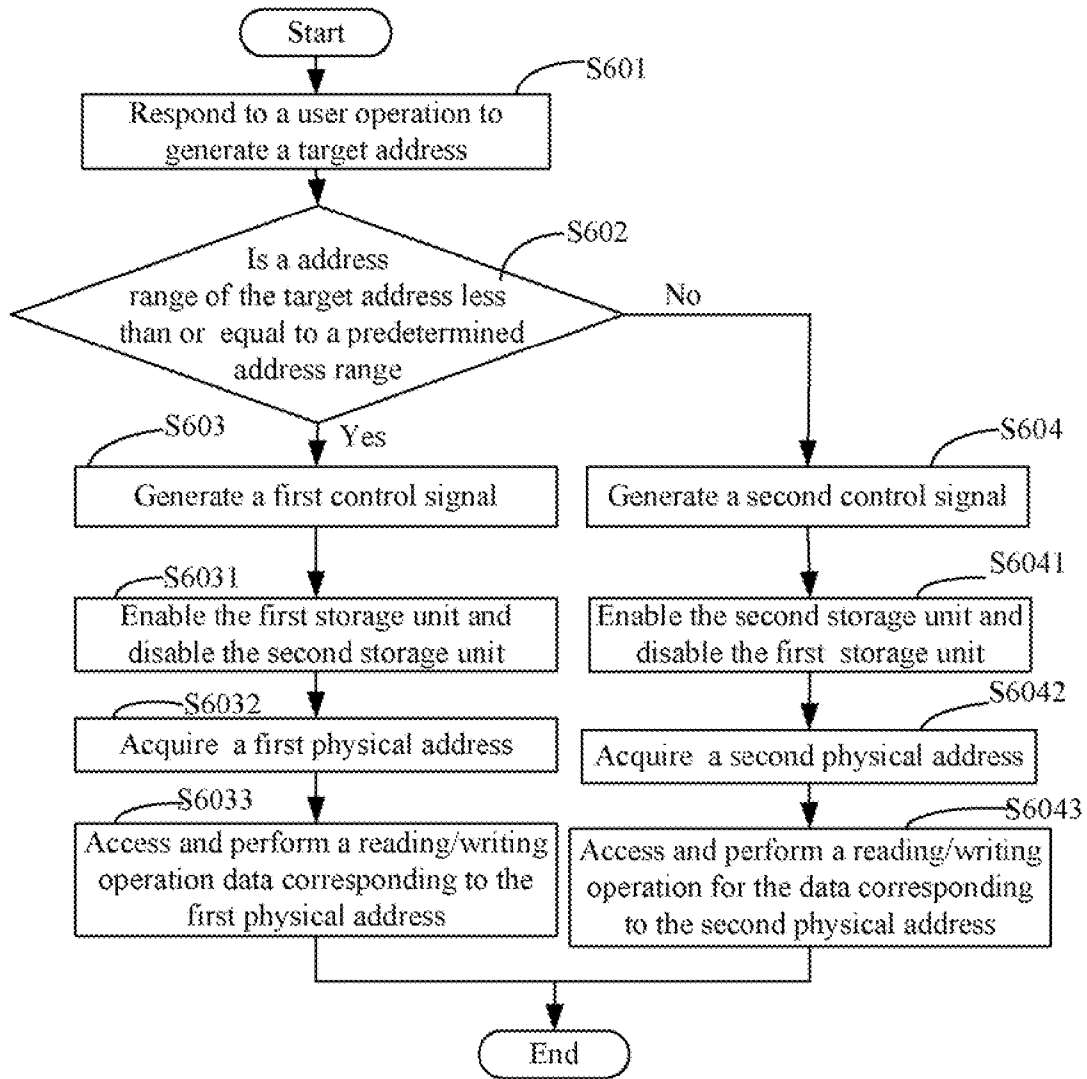 Start
S601
Respond to a user operation to
generate a target address
S602
Is a address
range of the target address less
than or equal to a predetermined
address range
No
Yes
S603
Generate a first control signal
S604
Generate a second control signal
S6031
Enable the first storage unit and
disable the second storage unit
S6041
Enable the second storage unit and
disable the first storage unit
S6032
Acquire a first physical address
S6042
Acquire a second physical address
S6033
Access and perform a reading/writing
operation data corresponding to the
first physical address
S6043
Access and perform a reading/writing
operation for the data corresponding
to the second physical address
End